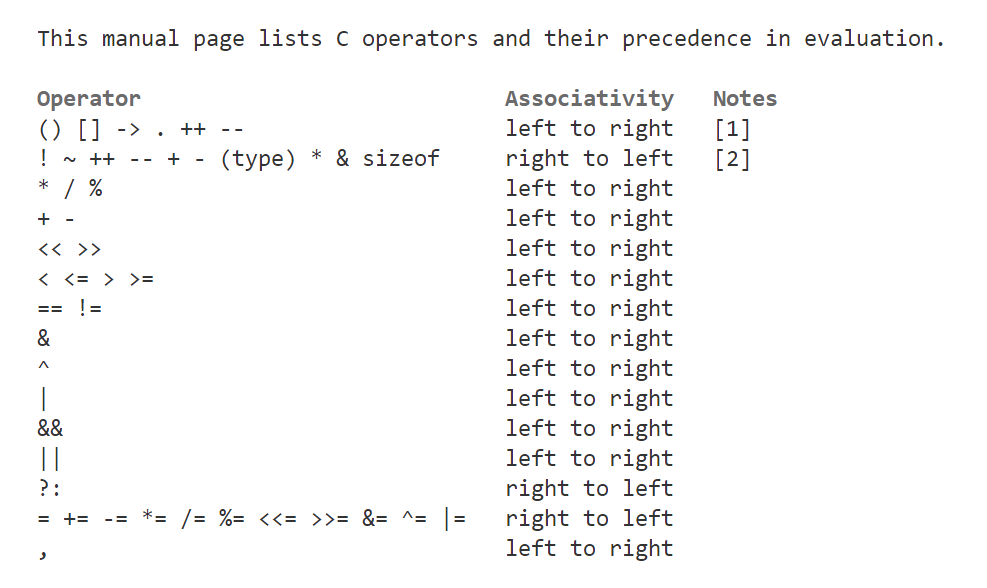 This manual page lists C operators and their precedence in evaluation.
Operator Associativity Notes
() [] -> . ++ -- left to right [1]
! ~ ++ -- + - (type) * & sizeof right to left [2]
* / % left to right
+ - left to right
<< >> left to right
< <= > >= left to right
== != left to right
& left to right
^ left to right
| left to right
&& left to right
|| left to right
?: right to left
= += -= *= /= %= <<= >>= &= ^= |= right to left
, left to right